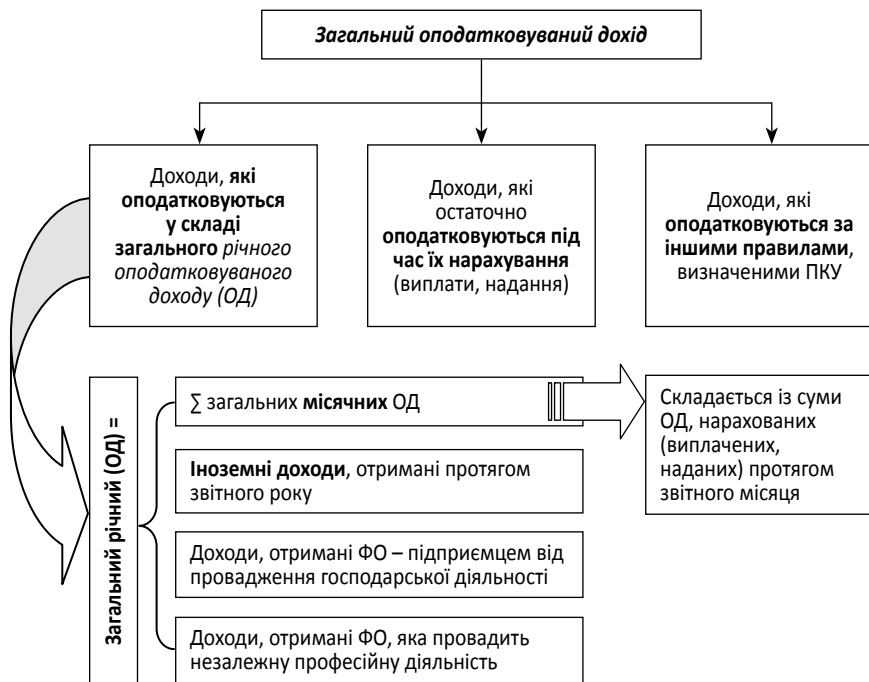 Загальний оподатковуваний дохід
Доходи, які
оподатковуються
у складі
загального річного
оподатковуваного
доходу (ОД)
Доходи, які
остаточно
оподатковуються під
час їх нарахування
(виплати, надання)
Доходи, які
оподатковуються за
іншими правилами,
визначеними ПКУ
Загальний річний (ОД) =
∑ загальних місячних ОД
Складається із суми
ОД, нарахованих
(виплачених,
наданих) протягом
звітного місяця
Іноземні доходи, отримані протягом
звітного року
Доходи, отримані ФО – підприємцем від
провадження господарської діяльності
Доходи, отримані ФО, яка провадить
незалежну професійну діяльність